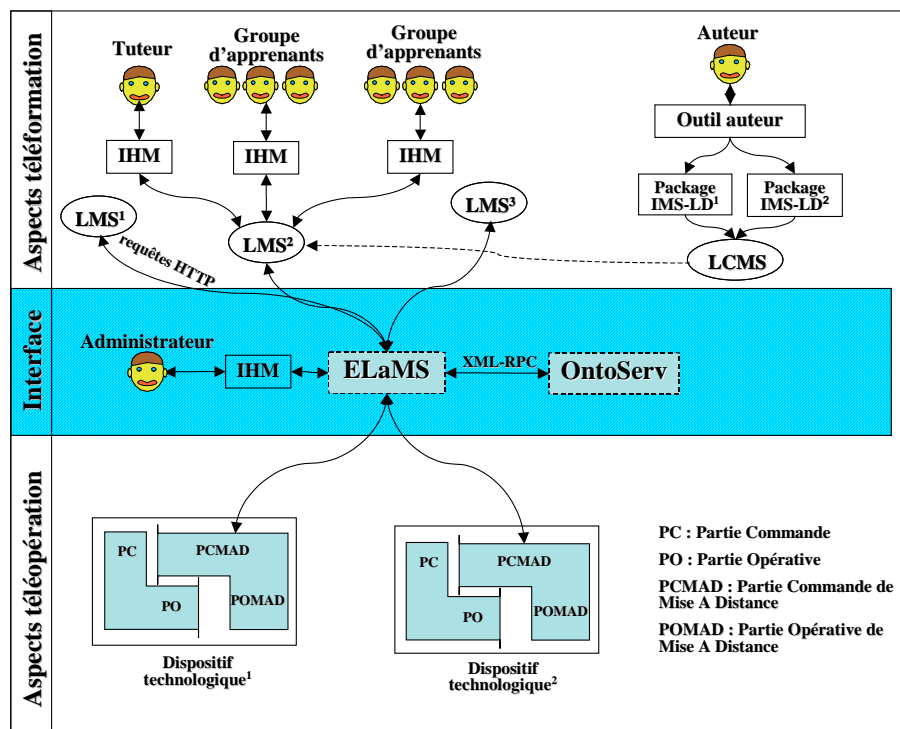 Aspects téléformation
Tuteur
Groupe
d'apprenants
Groupe
d'apprenants
Auteur
Outil auteur
IHM
IHM
IHM
Package
IMS-LD1
Package
IMS-LD2
LMS1
LMS2
LMS3
LCMS
requêtes HTTP
Interface
Administrateur
IHM
ELaMS
XML-RPC
OntoServ
Aspects téléopération
PC
PCMAD
PO
POMAD
Dispositif
technologique1
PC
PCMAD
PO
POMAD
Dispositif
technologique2
PC : Partie Commande
PO : Partie Opérative
PCMAD : Partie Commande de
Mise A Distance
POMAD : Partie Opérative de
Mise A Distance